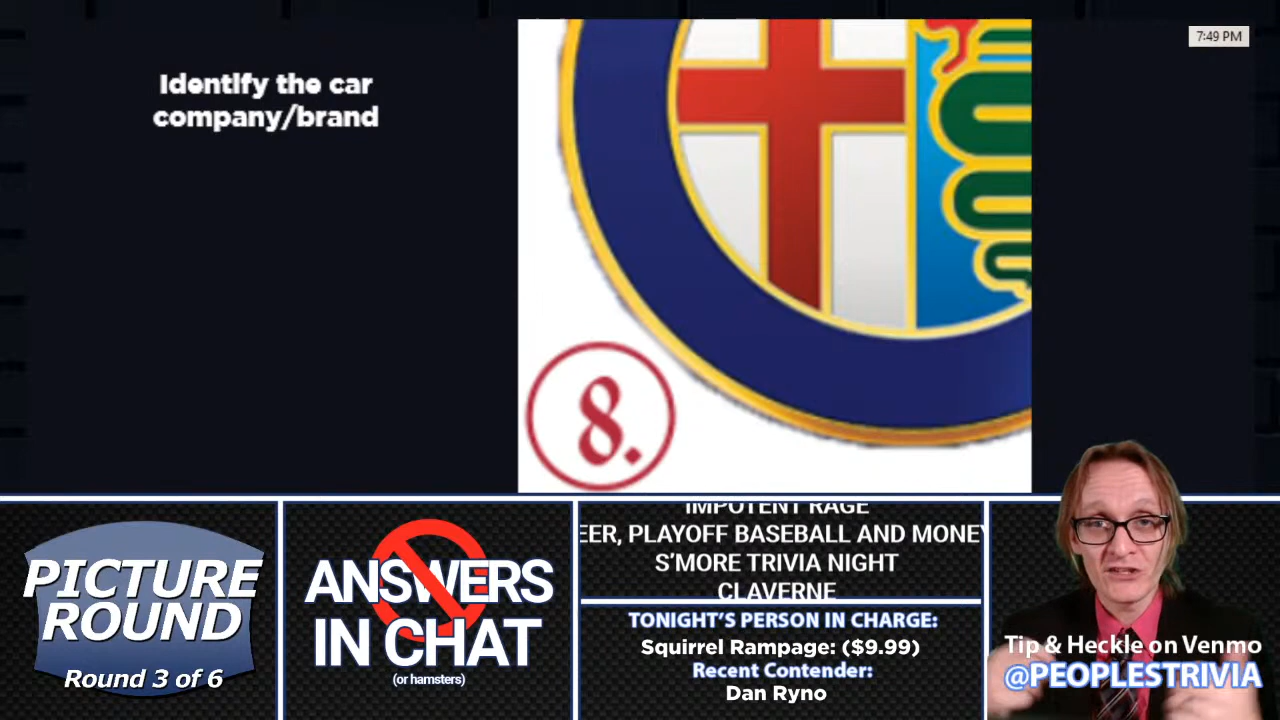 7:49 PM
Identify the car
company/brand
8.
PICTURE
ROUND
Round 3 of 6
ANSWERS
IN CHAT
(or hamsters)
IMPOTENT RAGE
EER, PLAYOFF BASEBALL AND MONEY
S'MORE TRIVIA NIGHT
CLAVERNE
TONIGHT'S PERSON IN CHARGE:
Squirrel Rampage: ($9.99)
Recent Contender:
Dan Ryno
Tip & Heckle on Venmo
@PEOPLESTRIVIA